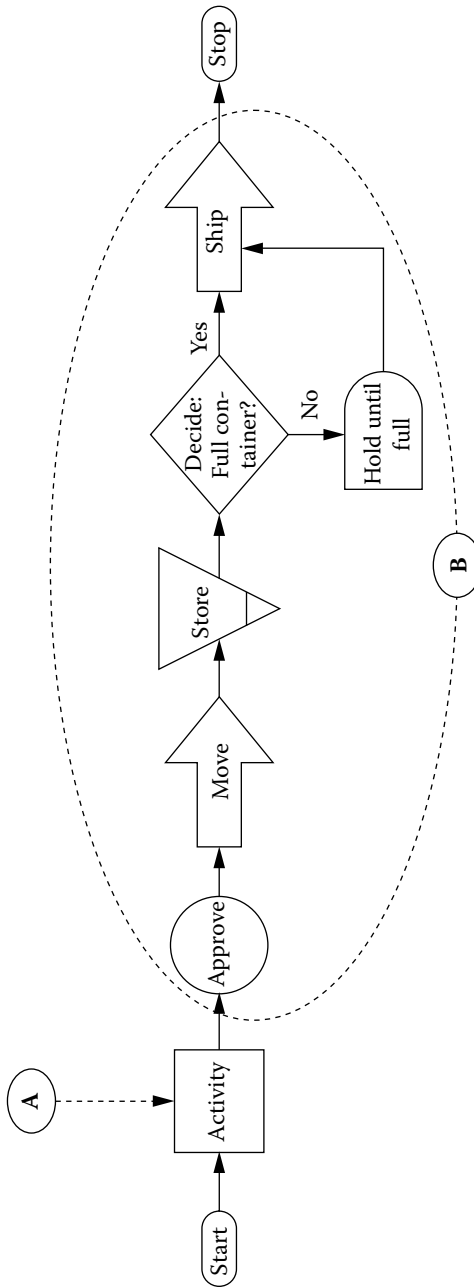 A
Start
Activity
Approve
Move
Store
Decide:
Full con-
tainer?
Yes
No
Hold until
full
Ship
Stop
B